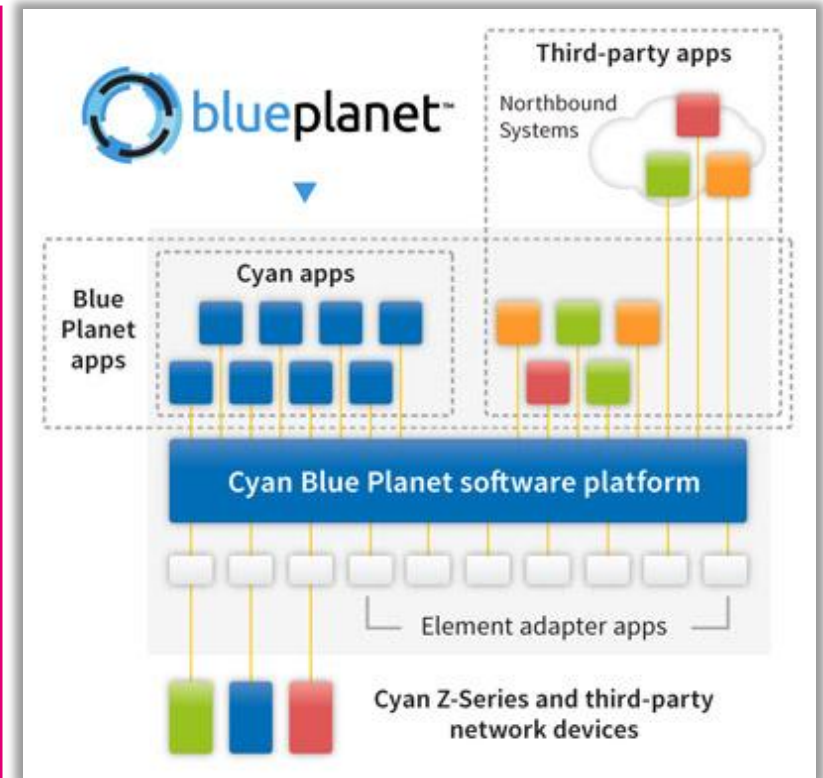 blueplanet™
Third-party apps
Northbound
Systems
Cyan apps
Blue
Planet
apps
Cyan Blue Planet software platform
Element adapter apps
Cyan Z-Series and third-party
network devices